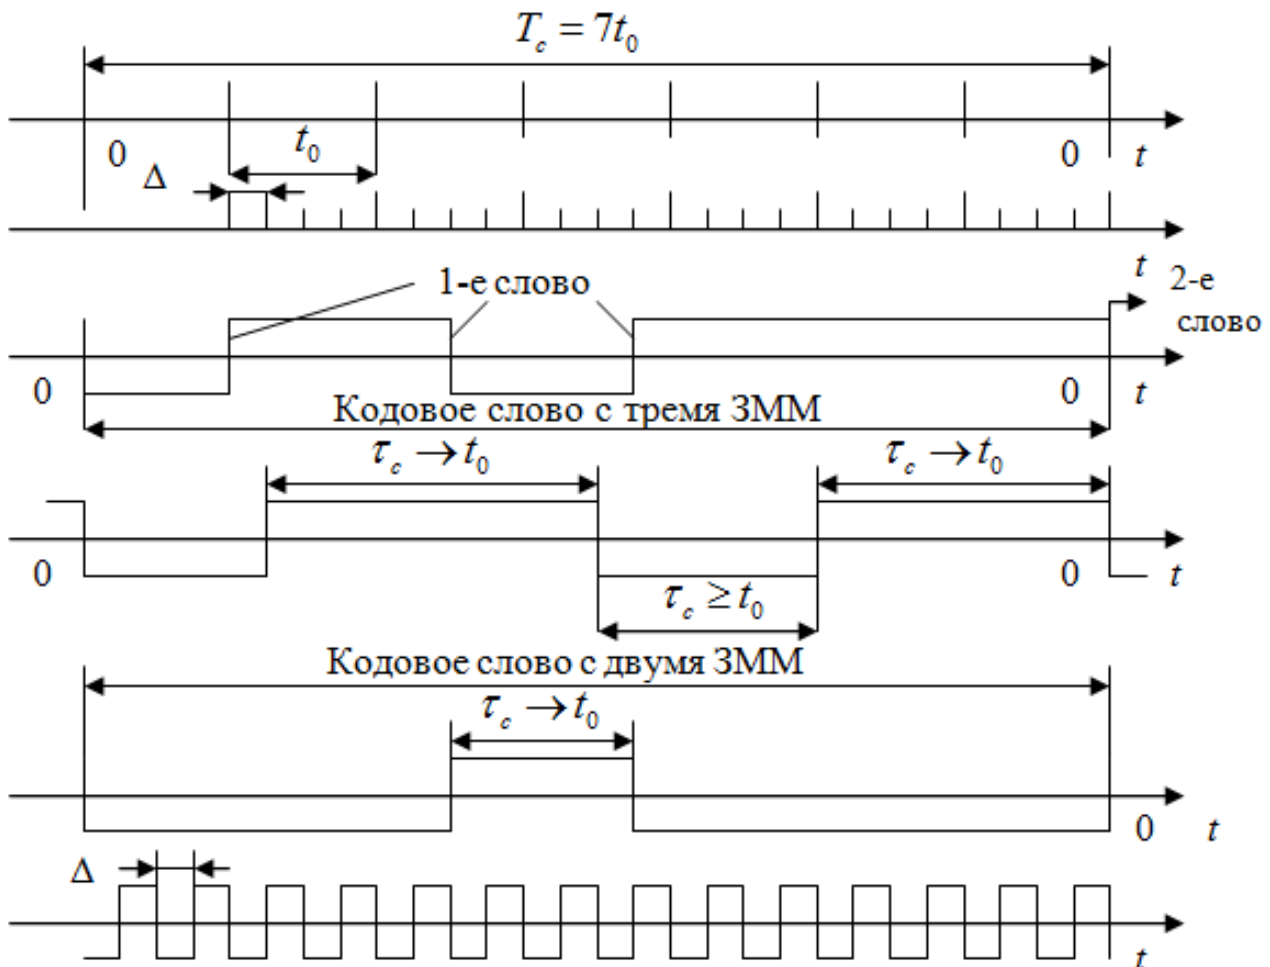 T_c = 7t_0
0 t_0 0 t
Δ
t
1-е слово 2-е
слово
0 0 t
Кодовое слово с тремя ЗММ
τ_c → t_0 τ_c → t_0
0 0 t
τ_c ≥ t_0
Кодовое слово с двумя ЗММ
τ_c → t_0
0 t
Δ
t